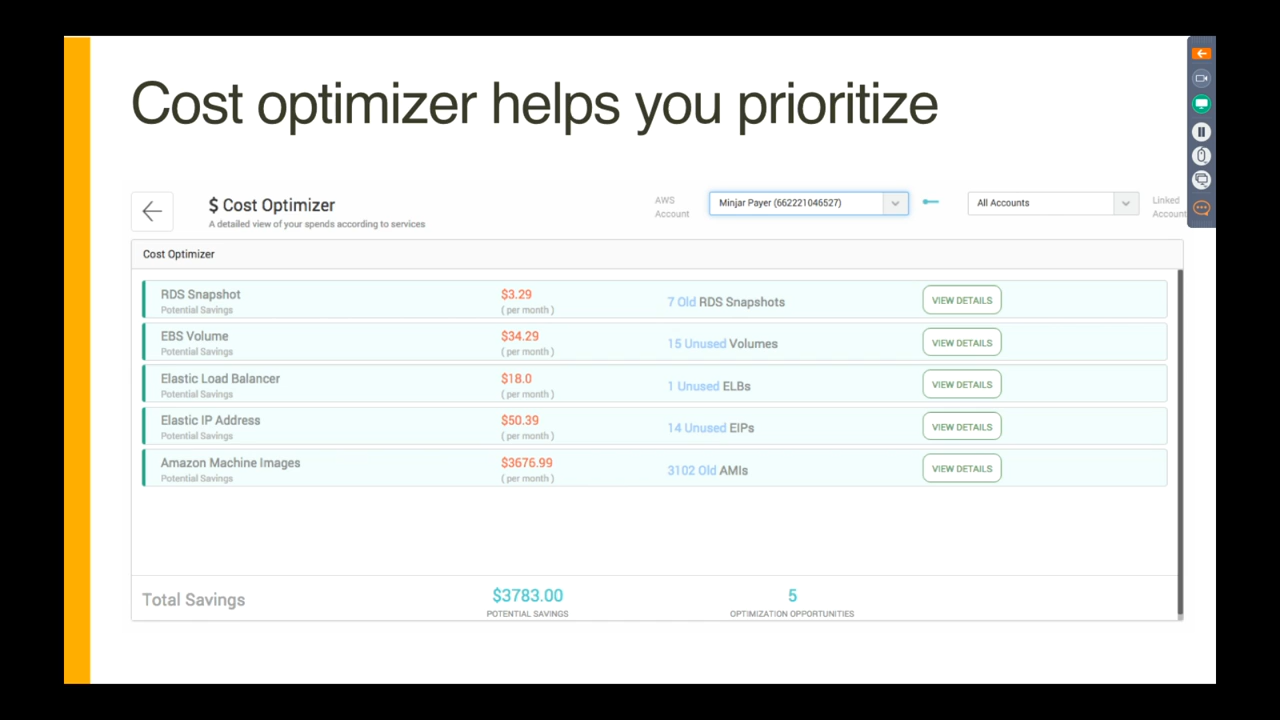 Cost optimizer helps you prioritize
$ Cost Optimizer
A detailed view of your spends according to services
AWS Account
Minjar Payer (662221046527)
All Accounts
Linked Account
Cost Optimizer
RDS Snapshot
Potential Savings
$3.29
( per month )
7 Old RDS Snapshots
VIEW DETAILS
EBS Volume
Potential Savings
$34.29
( per month )
15 Unused Volumes
VIEW DETAILS
Elastic Load Balancer
Potential Savings
$18.0
( per month )
1 Unused ELBs
VIEW DETAILS
Elastic IP Address
Potential Savings
$50.39
( per month )
14 Unused EIPs
VIEW DETAILS
Amazon Machine Images
Potential Savings
$3676.99
( per month )
3102 Old AMIs
VIEW DETAILS
Total Savings
$3783.00
POTENTIAL SAVINGS
5
OPTIMIZATION OPPORTUNITIES